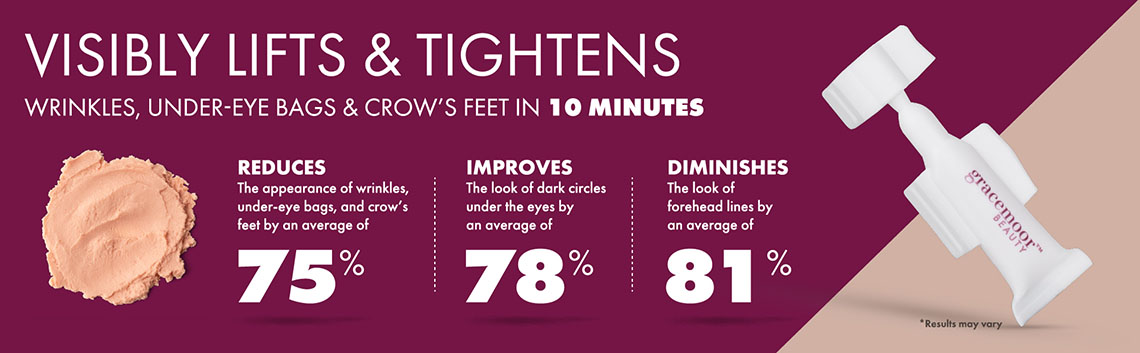 VISIBLY LIFTS & TIGHTENS
WRINKLES, UNDER-EYE BAGS & CROW'S FEET IN 10 MINUTES
REDUCES
The appearance of wrinkles,
under-eye bags, and crow's
feet by an average of
75%
IMPROVES
The look of dark circles
under the eyes by
an average of
78%
DIMINISHES
The look of
forehead lines by
an average of
81%
gracemoor™
BEAUTY
*Results may vary